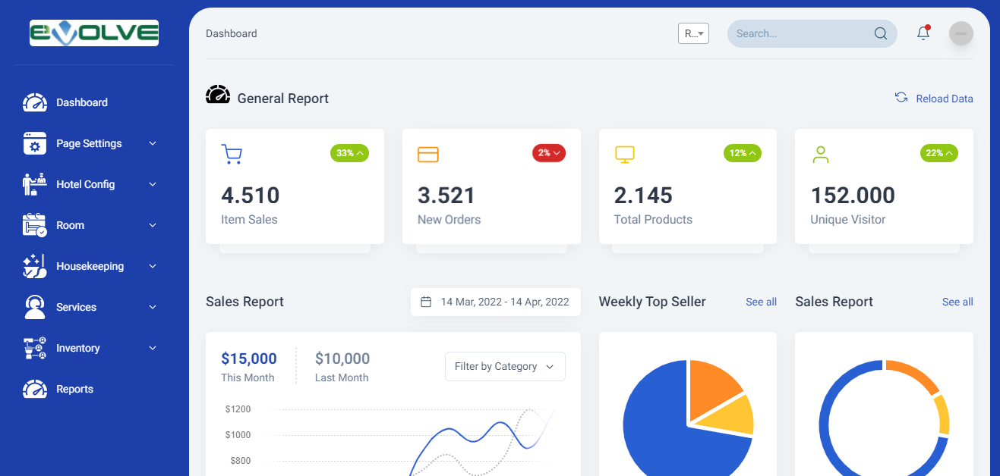 EVOLVE
Dashboard
R...
Search...
Dashboard
Page Settings
Hotel Config
Room
Housekeeping
Services
Inventory
Reports
General Report
Reload Data
33%
4.510
Item Sales
2%
3.521
New Orders
12%
2.145
Total Products
22%
152.000
Unique Visitor
Sales Report
14 Mar, 2022 - 14 Apr, 2022
$15,000
This Month
$10,000
Last Month
Filter by Category
$1200
$1000
$800
Weekly Top Seller
See all
Sales Report
See all